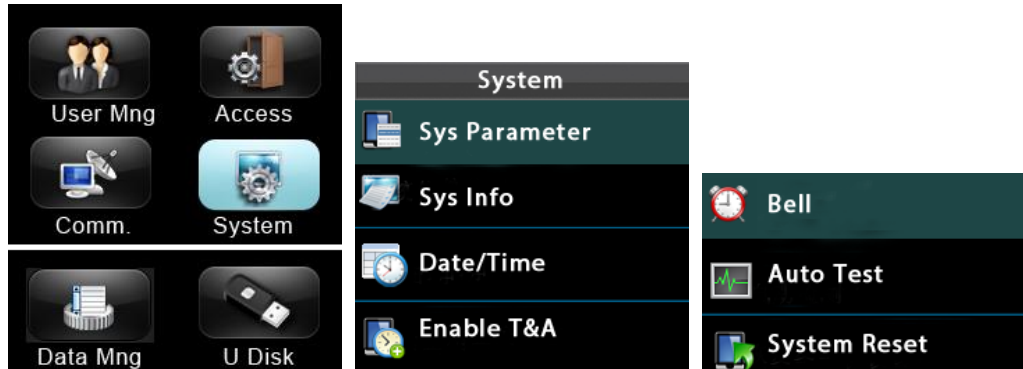 User Mng
Access
Comm.
System
Data Mng
U Disk
System
Sys Parameter
Sys Info
Date/Time
Enable T&A
Bell
Auto Test
System Reset